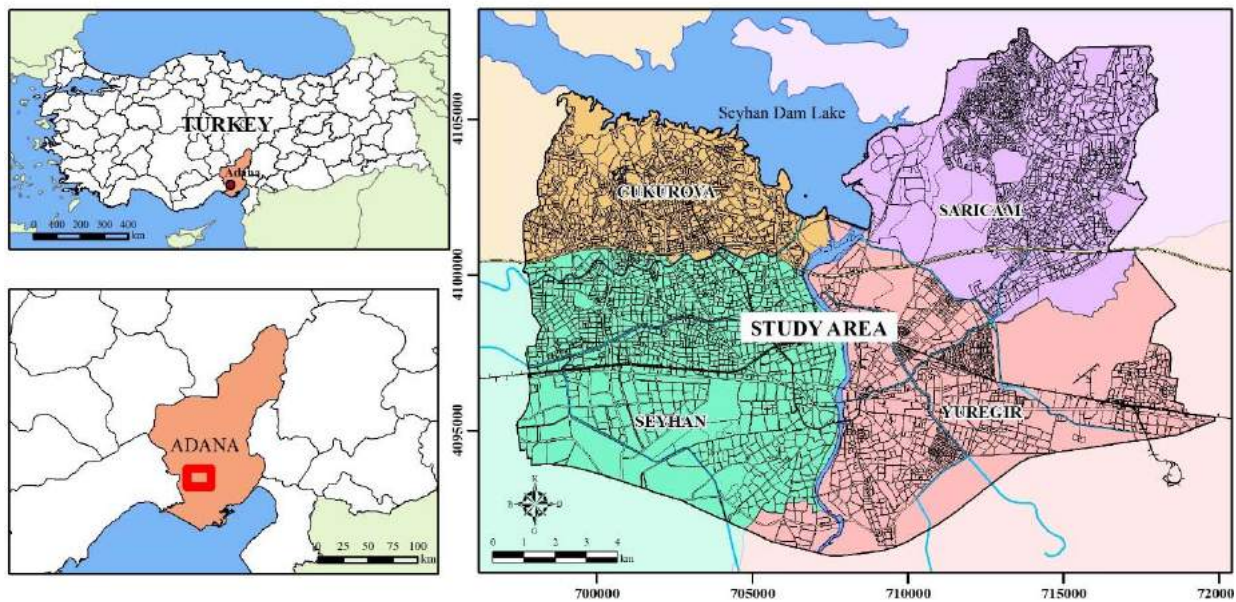 TURKEY
Adana
0 100 200 300 400
km
ADANA
0 25 50 75 100
km
4105000
4100000
4095000
Seyhan Dam Lake
CUKUROVA
SARICAM
STUDY AREA
SEYHAN
YUREGIR
0 1 2 3 4
km
700000 705000 710000 715000 72000